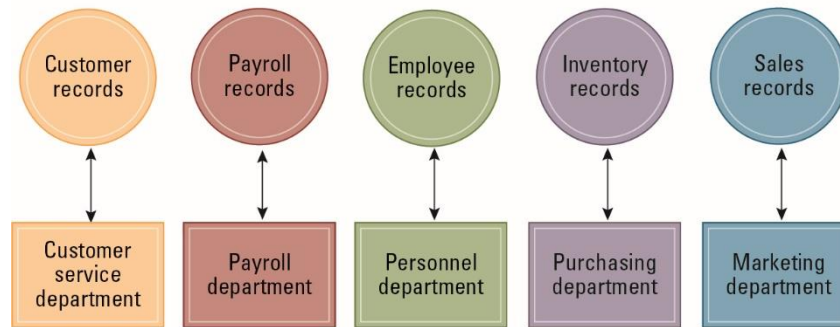 Customer
records
Payroll
records
Employee
records
Inventory
records
Sales
records
Customer
service
department
Payroll
department
Personnel
department
Purchasing
department
Marketing
department